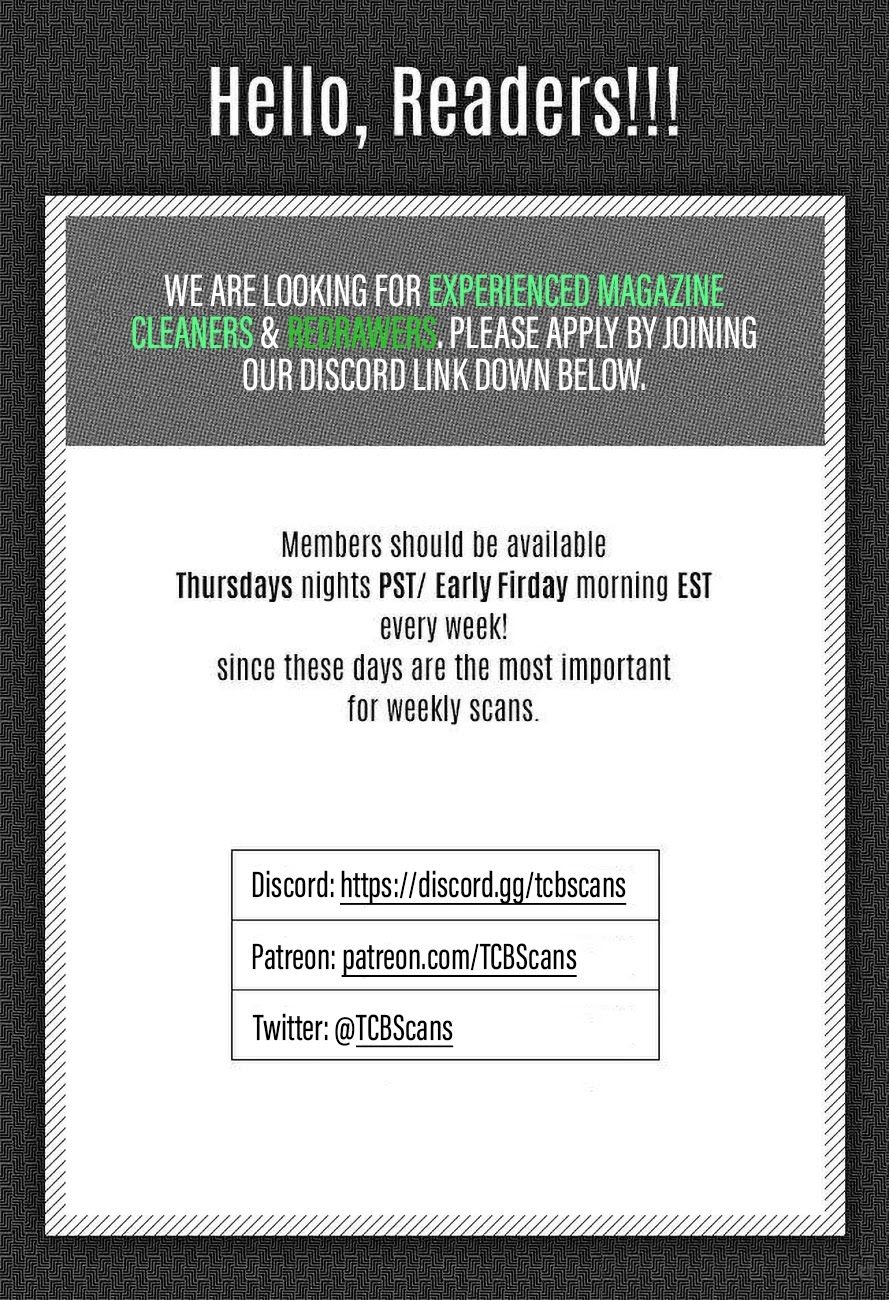 Hello, Readers!!!
WE ARE LOOKING FOR EXPERIENCED MAGAZINE
CLEANERS & REDRAWERS. PLEASE APPLY BY JOINING
OUR DISCORD LINK DOWN BELOW.
Members should be available
Thursdays nights PST/ Early Firday morning EST
every week!
since these days are the most important
for weekly scans.
Discord: https://discord.gg/tcbscans
Patreon: patreon.com/TCBScans
Twitter: @TCBScans